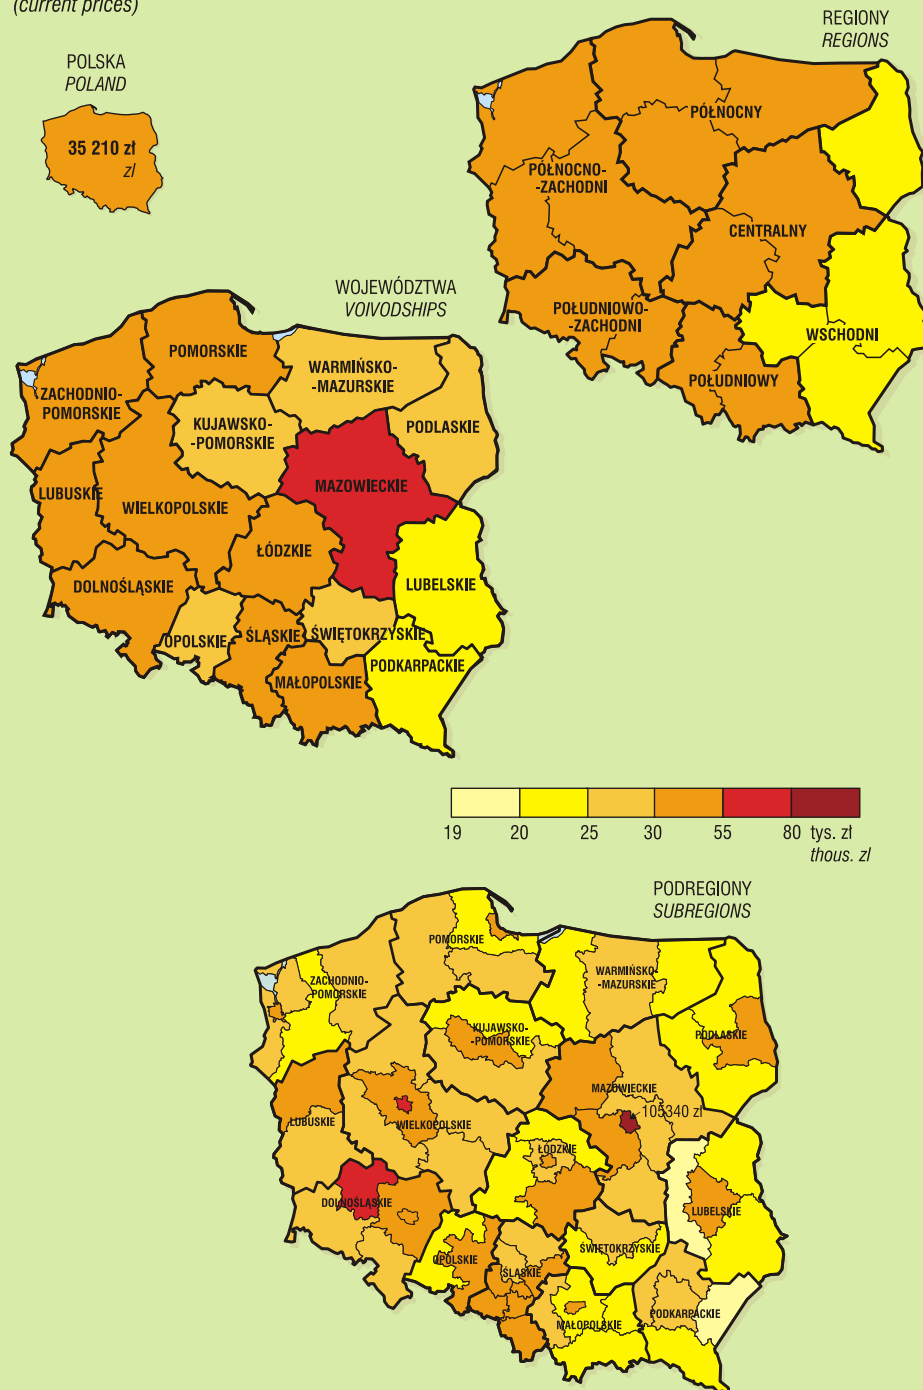 (current prices)
POLSKA
POLAND
35 210 zł
zl
REGIONY
REGIONS
PÓŁNOCNY
PÓŁNOCNO-
-ZACHODNI
CENTRALNY
POŁUDNIOWO-
-ZACHODNI
WSCHODNI
POŁUDNIOWY
WOJEWÓDZTWA
VOIVODSHIPS
POMORSKIE
WARMIŃSKO-
-MAZURSKIE
ZACHODNIO-
POMORSKIE
KUJAWSKO-
-POMORSKIE
PODLASKIE
MAZOWIECKIE
LUBUSKIE
WIELKOPOLSKIE
ŁÓDZKIE
DOLNOŚLĄSKIE
LUBELSKIE
OPOLSKIE
ŚLĄSKIE
ŚWIĘTOKRZYSKIE
PODKARPACKIE
MAŁOPOLSKIE
19 20 25 30 55 80 tys. zł
thous. zl
PODREGIONY
SUBREGIONS
POMORSKIE
WARMIŃSKO-
-MAZURSKIE
ZACHODNIO-
POMORSKIE
KUJAWSKO-
-POMORSKIE
PODLASKIE
MAZOWIECKIE
105340 zł
LUBUSKIE
WIELKOPOLSKIE
ŁÓDZKIE
DOLNOŚLĄSKIE
LUBELSKIE
ŚWIĘTOKRZYSKIE
OPOLSKIE
ŚLĄSKIE
PODKARPACKIE
MAŁOPOLSKIE